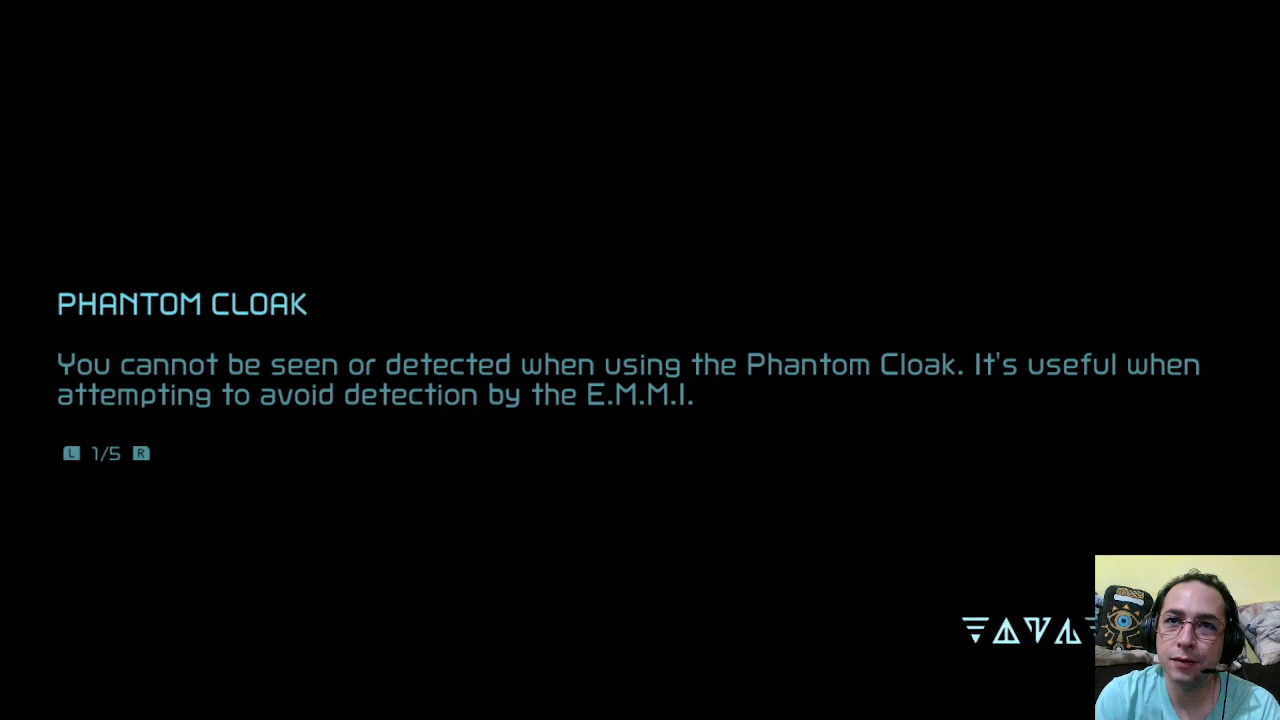 PHANTOM CLOAK
You cannot be seen or detected when using the Phantom Cloak. It's useful when
attempting to avoid detection by the E.M.M.I.
L 1/5 R